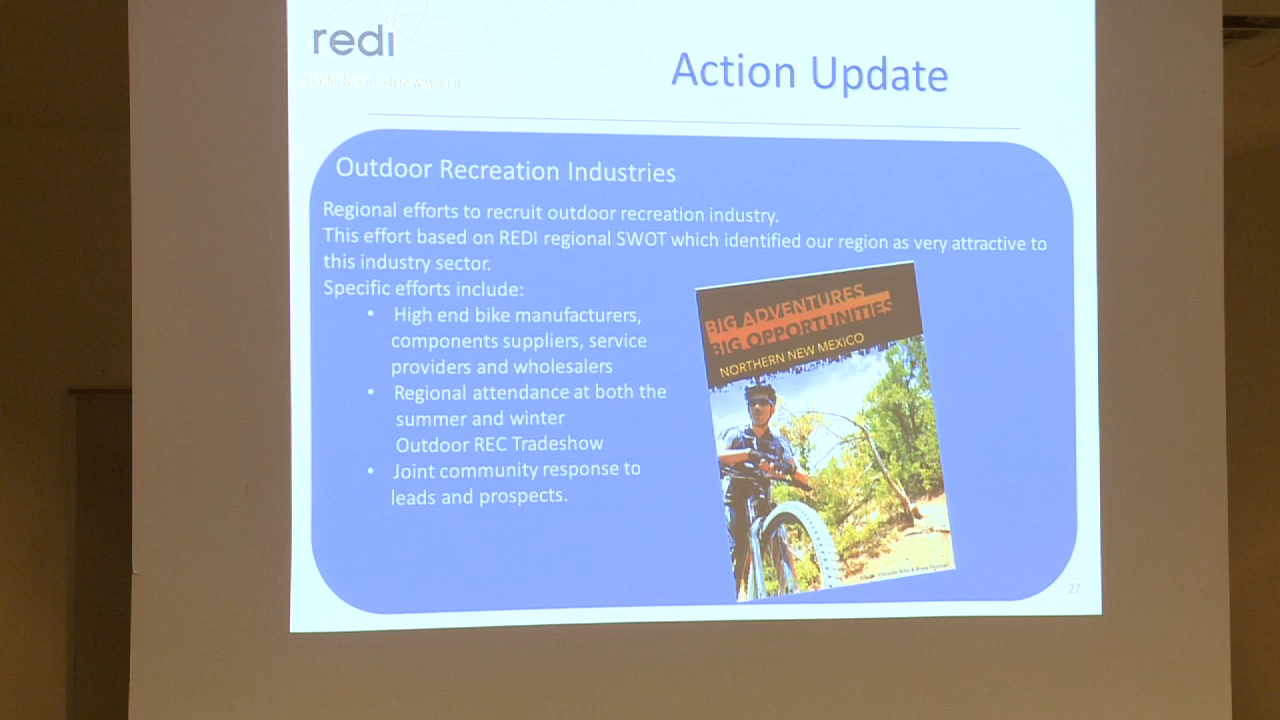 redi
Action Update
Outdoor Recreation Industries
Regional efforts to recruit outdoor recreation industry.
This effort based on REDI regional SWOT which identified our region as very attractive to
this industry sector.
Specific efforts include:
• High end bike manufacturers,
components suppliers, service
providers and wholesalers
• Regional attendance at both the
summer and winter
Outdoor REC Tradeshow
• Joint community response to
leads and prospects.
BIG ADVENTURES
BIG OPPORTUNITIES
NORTHERN NEW MEXICO
27